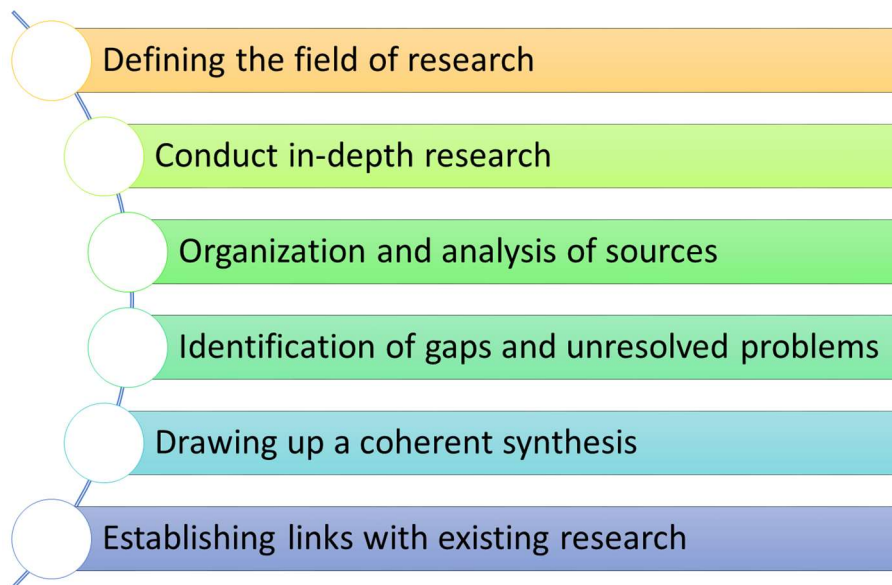 Defining the field of research
Conduct in-depth research
Organization and analysis of sources
Identification of gaps and unresolved problems
Drawing up a coherent synthesis
Establishing links with existing research